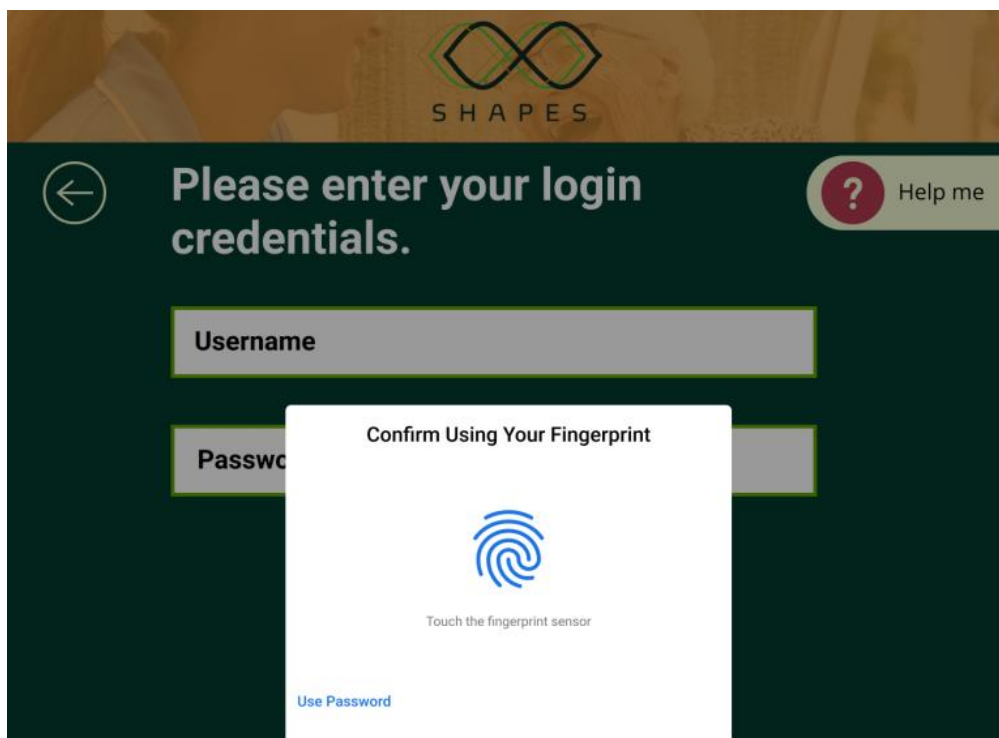 SHAPES
Please enter your login
credentials.
? Help me
Username
Passwo
Confirm Using Your Fingerprint
Touch the fingerprint sensor
Use Password